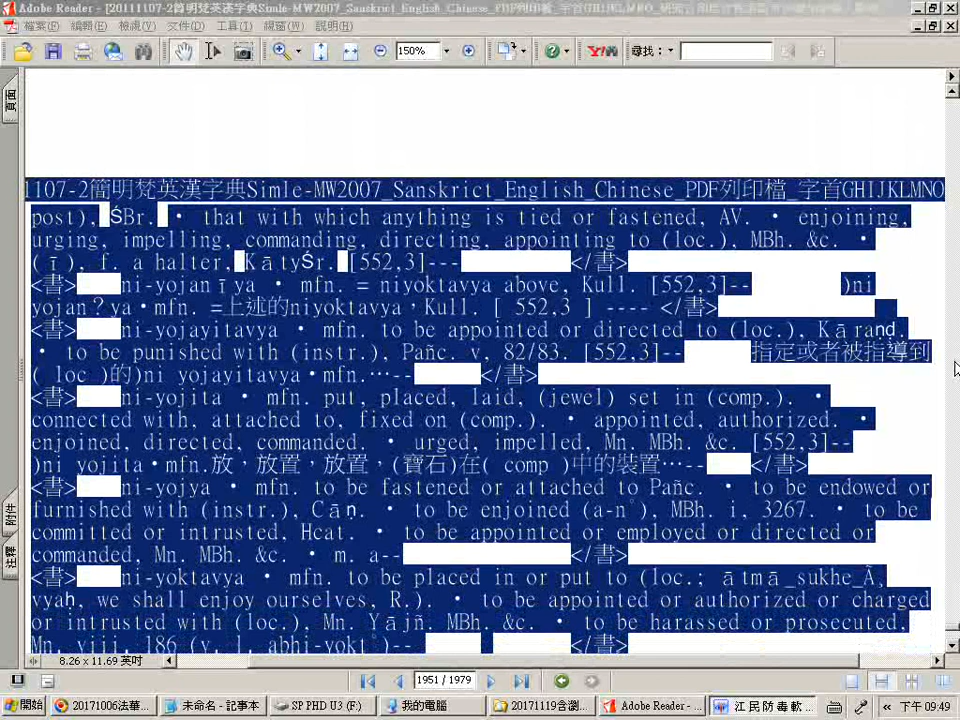 Adobe Reader - [20111107-2簡明梵英漢字典Simle-MW2007_Sanskrict_English_Chinese_PDF列印檔_字首GHIJKLMNO_
檔案(F) 編輯(E) 檢視(V) 文件(D) 工具(T) 視窗(W) 說明(H)
150% Y! 尋找:
頁面
1107-2簡明梵英漢字典Simle-MW2007_Sanskrict_English_Chinese_PDF列印檔_字首GHIJKLMNO
post), ŚBr. • that with which anything is tied or fastened, AV. • enjoining,
urging, impelling, commanding, directing, appointing to (loc.), MBh. &c. •
(ī), f. a halter, KātyŚr. [552,3]--- </書>
<書> ni-yojanīya • mfn. = niyoktavya above, Kull. [552,3]-- )ni
yojan？ya•mfn. =上述的niyoktavya，Kull. [ 552,3 ] ---- </書>
<書> ni-yojayitavya • mfn. to be appointed or directed to (loc.), Kāraṇḍ.
• to be punished with (instr.), Pañc. v, 82/83. [552,3]-- 指定或者被指導到
( loc )的)ni yojayitavya•mfn.…-- </書>
<書> ni-yojita • mfn. put, placed, laid, (jewel) set in (comp.). •
connected with, attached to, fixed on (comp.). • appointed, authorized. •
enjoined, directed, commanded. • urged, impelled, Mn. MBh. &c. [552,3]--
)ni yojita•mfn.放，放置，放置，(寶石)在( comp )中的裝置…-- </書>
<書> ni-yojya • mfn. to be fastened or attached to Pañc. • to be endowed or
furnished with (instr.), Cāṇ. • to be enjoined (a-n°), MBh. i, 3267. • to be
committed or intrusted, Hcat. • to be appointed or employed or directed or
commanded, Mn. MBh. &c. • m. a-- </書>
<書> ni-yoktavya • mfn. to be placed in or put to (loc.; ātmā_sukhe_Ã,
vyaḥ, we shall enjoy ourselves, R.). • to be appointed or authorized or charged
or intrusted with (loc.), Mn. Yājñ. MBh. &c. • to be harassed or prosecuted,
Mn. viii, 186 (v. l. abhi-yokt°)-- </書>
附件
注釋
8.26 x 11.69 英吋
1951 / 1979
開始 20171006法華... 未命名 - 記事本 SP PHD U3 (F:) 我的電腦 20171119含瀏... Adobe Reader -... 江民防毒軟... 下午 09:49